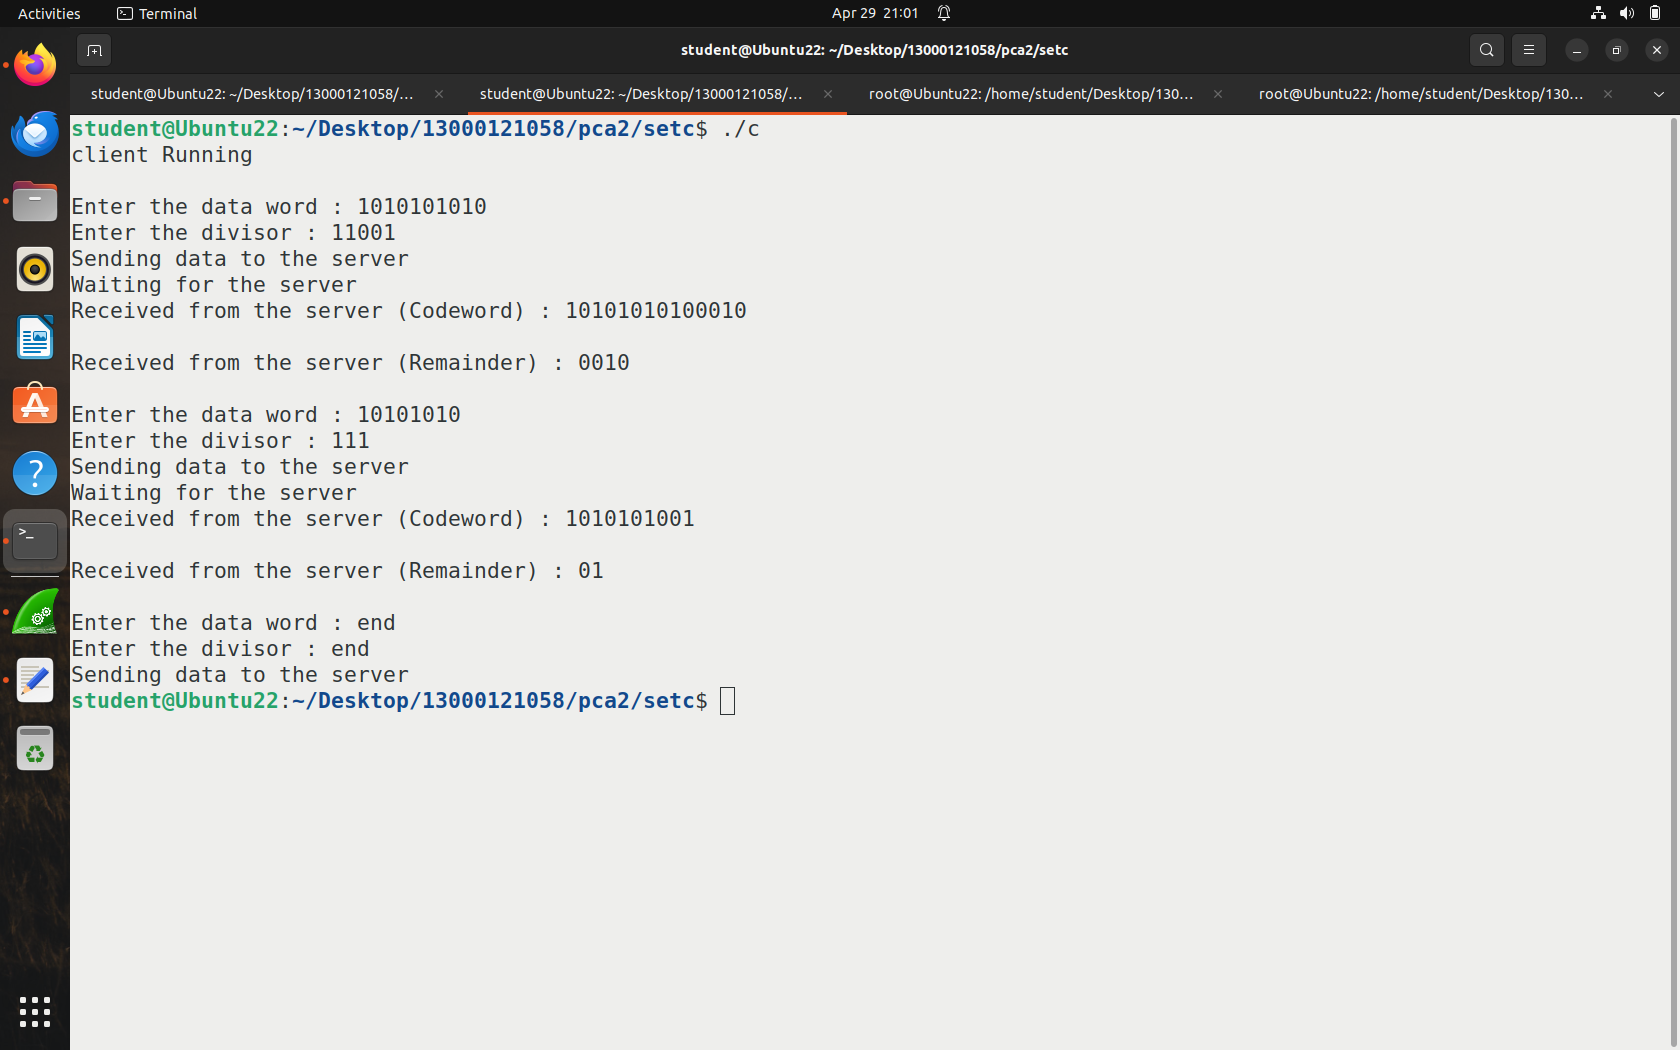 Activities
Terminal
Apr 29 21:01
student@Ubuntu22: ~/Desktop/13000121058/pca2/setc
student@Ubuntu22: ~/Desktop/13000121058/...
student@Ubuntu22: ~/Desktop/13000121058/...
root@Ubuntu22: /home/student/Desktop/130...
root@Ubuntu22: /home/student/Desktop/130...
student@Ubuntu22:~/Desktop/13000121058/pca2/setc$ ./c
client Running
Enter the data word : 1010101010
Enter the divisor : 11001
Sending data to the server
Waiting for the server
Received from the server (Codeword) : 10101010100010
Received from the server (Remainder) : 0010
Enter the data word : 10101010
Enter the divisor : 111
Sending data to the server
Waiting for the server
Received from the server (Codeword) : 1010101001
Received from the server (Remainder) : 01
Enter the data word : end
Enter the divisor : end
Sending data to the server
student@Ubuntu22:~/Desktop/13000121058/pca2/setc$